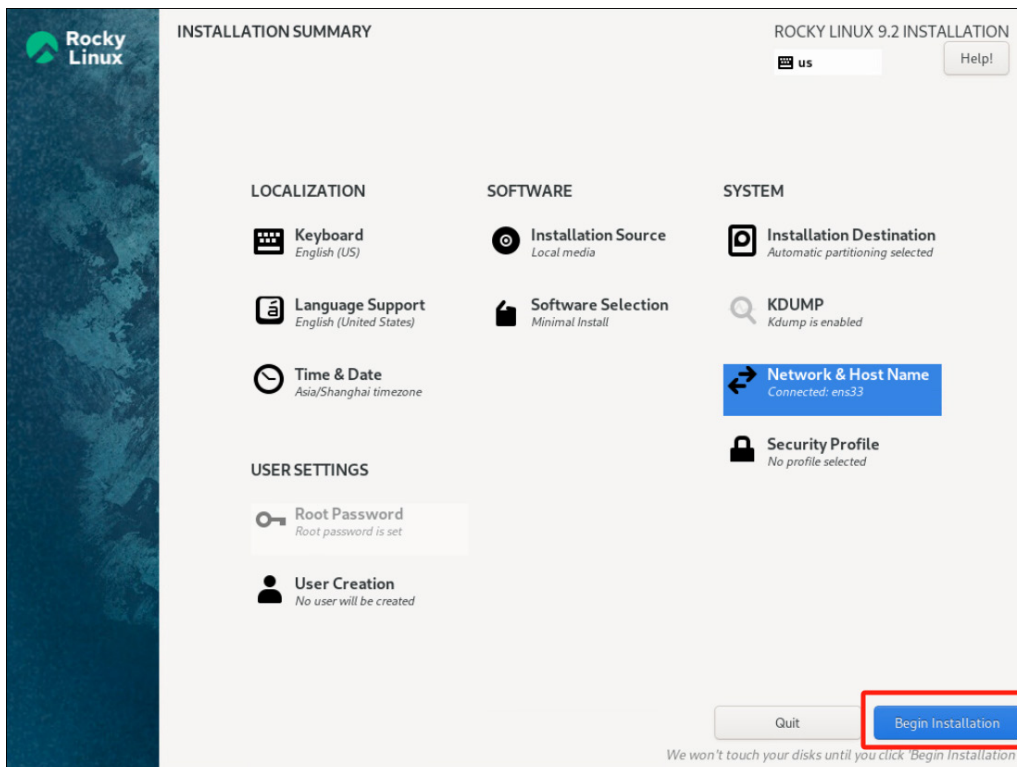 Rocky
Linux
INSTALLATION SUMMARY
ROCKY LINUX 9.2 INSTALLATION
us
Help!
LOCALIZATION
Keyboard
English (US)
Language Support
English (United States)
Time & Date
Asia/Shanghai timezone
SOFTWARE
Installation Source
Local media
Software Selection
Minimal Install
SYSTEM
Installation Destination
Automatic partitioning selected
KDUMP
Kdump is enabled
Network & Host Name
Connected: ens33
Security Profile
No profile selected
USER SETTINGS
Root Password
Root password is set
User Creation
No user will be created
Quit
Begin Installation
We won't touch your disks until you click 'Begin Installation